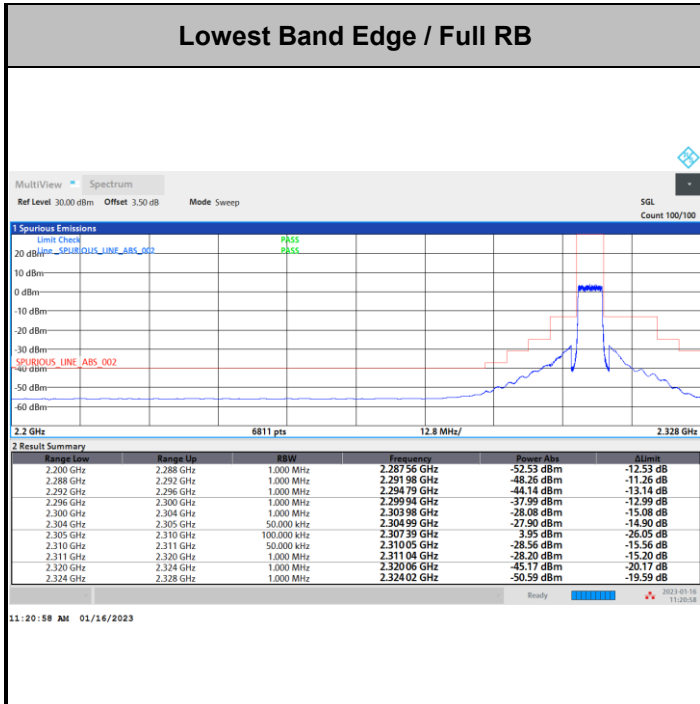 Lowest Band Edge / Full RB
MultiView Spectrum
Ref Level 30.00 dBm Offset 3.50 dB Mode Sweep SGL
Count 100/100
1 Spurious Emissions
Limit Check PASS
Line _SPURIOUS_LINE_ABS_002 PASS
20 dBm
10 dBm
0 dBm
-10 dBm
-20 dBm
-30 dBm
SPURIOUS_LINE_ABS_002
-40 dBm
-50 dBm
-60 dBm
2.2 GHz 6811 pts 12.8 MHz/ 2.328 GHz
2 Result Summary
Range Low Range Up RBW Frequency Power Abs ΔLimit
2.200 GHz 2.288 GHz 1.000 MHz 2.287 56 GHz -52.53 dBm -12.53 dB
2.288 GHz 2.292 GHz 1.000 MHz 2.291 98 GHz -48.26 dBm -11.26 dB
2.292 GHz 2.296 GHz 1.000 MHz 2.294 79 GHz -44.14 dBm -13.14 dB
2.296 GHz 2.300 GHz 1.000 MHz 2.299 94 GHz -37.99 dBm -12.99 dB
2.300 GHz 2.304 GHz 1.000 MHz 2.303 98 GHz -28.08 dBm -15.08 dB
2.304 GHz 2.305 GHz 50.000 kHz 2.304 99 GHz -27.90 dBm -14.90 dB
2.305 GHz 2.310 GHz 100.000 kHz 2.307 39 GHz 3.95 dBm -26.05 dB
2.310 GHz 2.311 GHz 50.000 kHz 2.310 05 GHz -28.56 dBm -15.56 dB
2.311 GHz 2.320 GHz 1.000 MHz 2.311 04 GHz -28.20 dBm -15.20 dB
2.320 GHz 2.324 GHz 1.000 MHz 2.320 06 GHz -45.17 dBm -20.17 dB
2.324 GHz 2.328 GHz 1.000 MHz 2.324 02 GHz -50.59 dBm -19.59 dB
Ready 2023-01-16
11:20:58
11:20:58 AM 01/16/2023